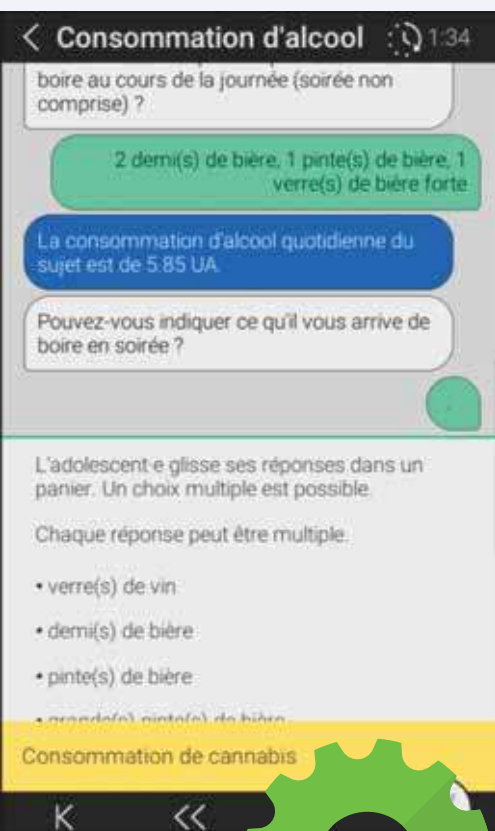 Consommation d'alcool 1:34
boire au cours de la journée (soirée non
comprise) ?
2 demi(s) de bière, 1 pinte(s) de bière, 1
verre(s) de bière forte
La consommation d'alcool quotidienne du
sujet est de 5.85 UA.
Pouvez-vous indiquer ce qu'il vous arrive de
boire en soirée ?
L'adolescent·e glisse ses réponses dans un
panier. Un choix multiple est possible.
Chaque réponse peut être multiple.
• verre(s) de vin
• demi(s) de bière
• pinte(s) de bière
• grande(s) pinte(s) de bière
Consommation de cannabis